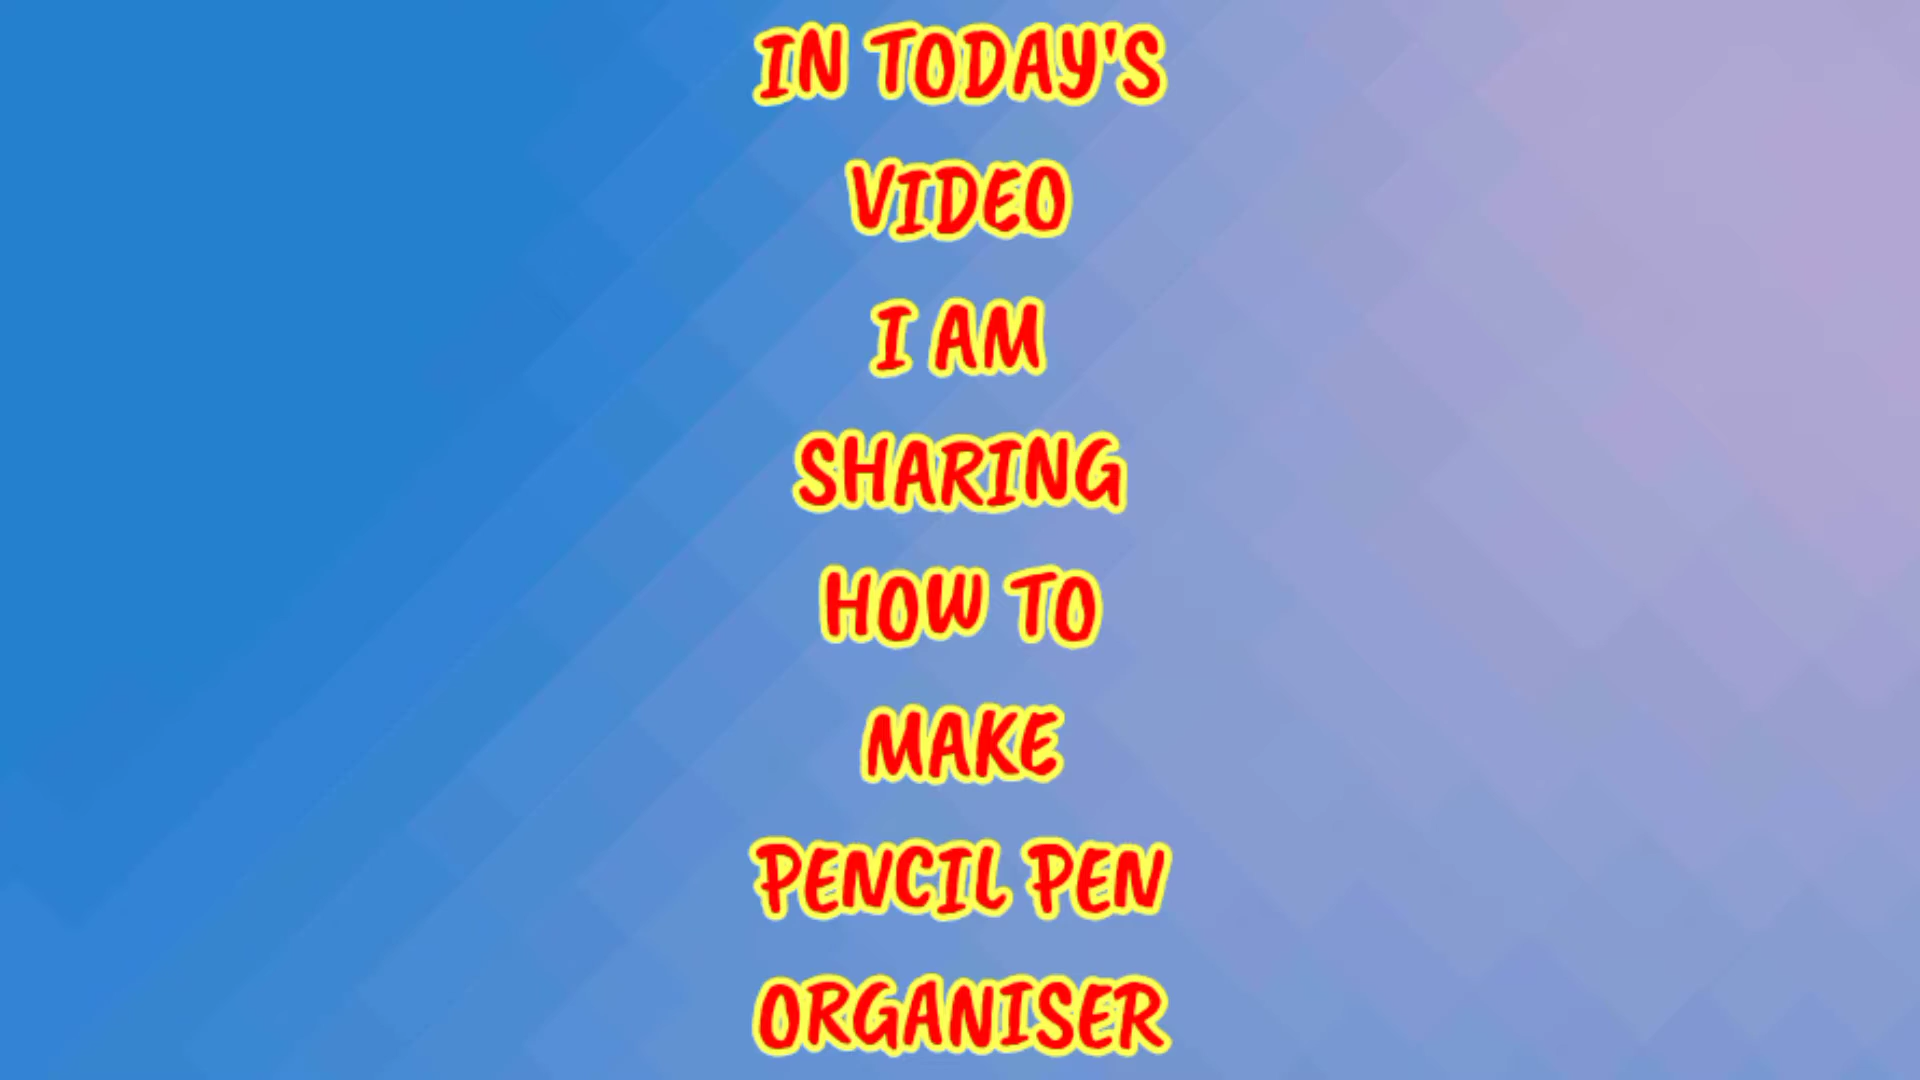 IN TODAY'S
VIDEO
I AM
SHARING
HOW TO
MAKE
PENCIL PEN
ORGANISER